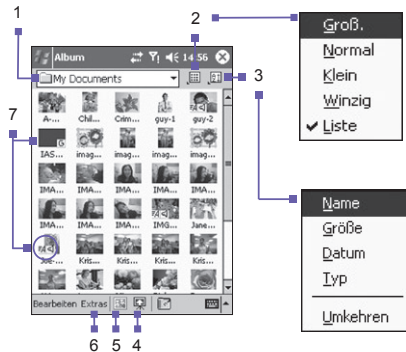 2
1
3
7
6
5
4
Album
14:56
My Documents
A-... Chil... Crim... guy-1 guy-2
IAS... imag... imag... imag... imag...
IMA... IMA... IMA... IMA... IMA...
IMA... IMA... IMA... IMG... Jane...
Joe-... Kris... Kris... Kris... Kris...
Bearbeiten Extras
Groß.
Normal
Klein
Winzig
Liste
Name
Größe
Datum
Typ
Umkehren